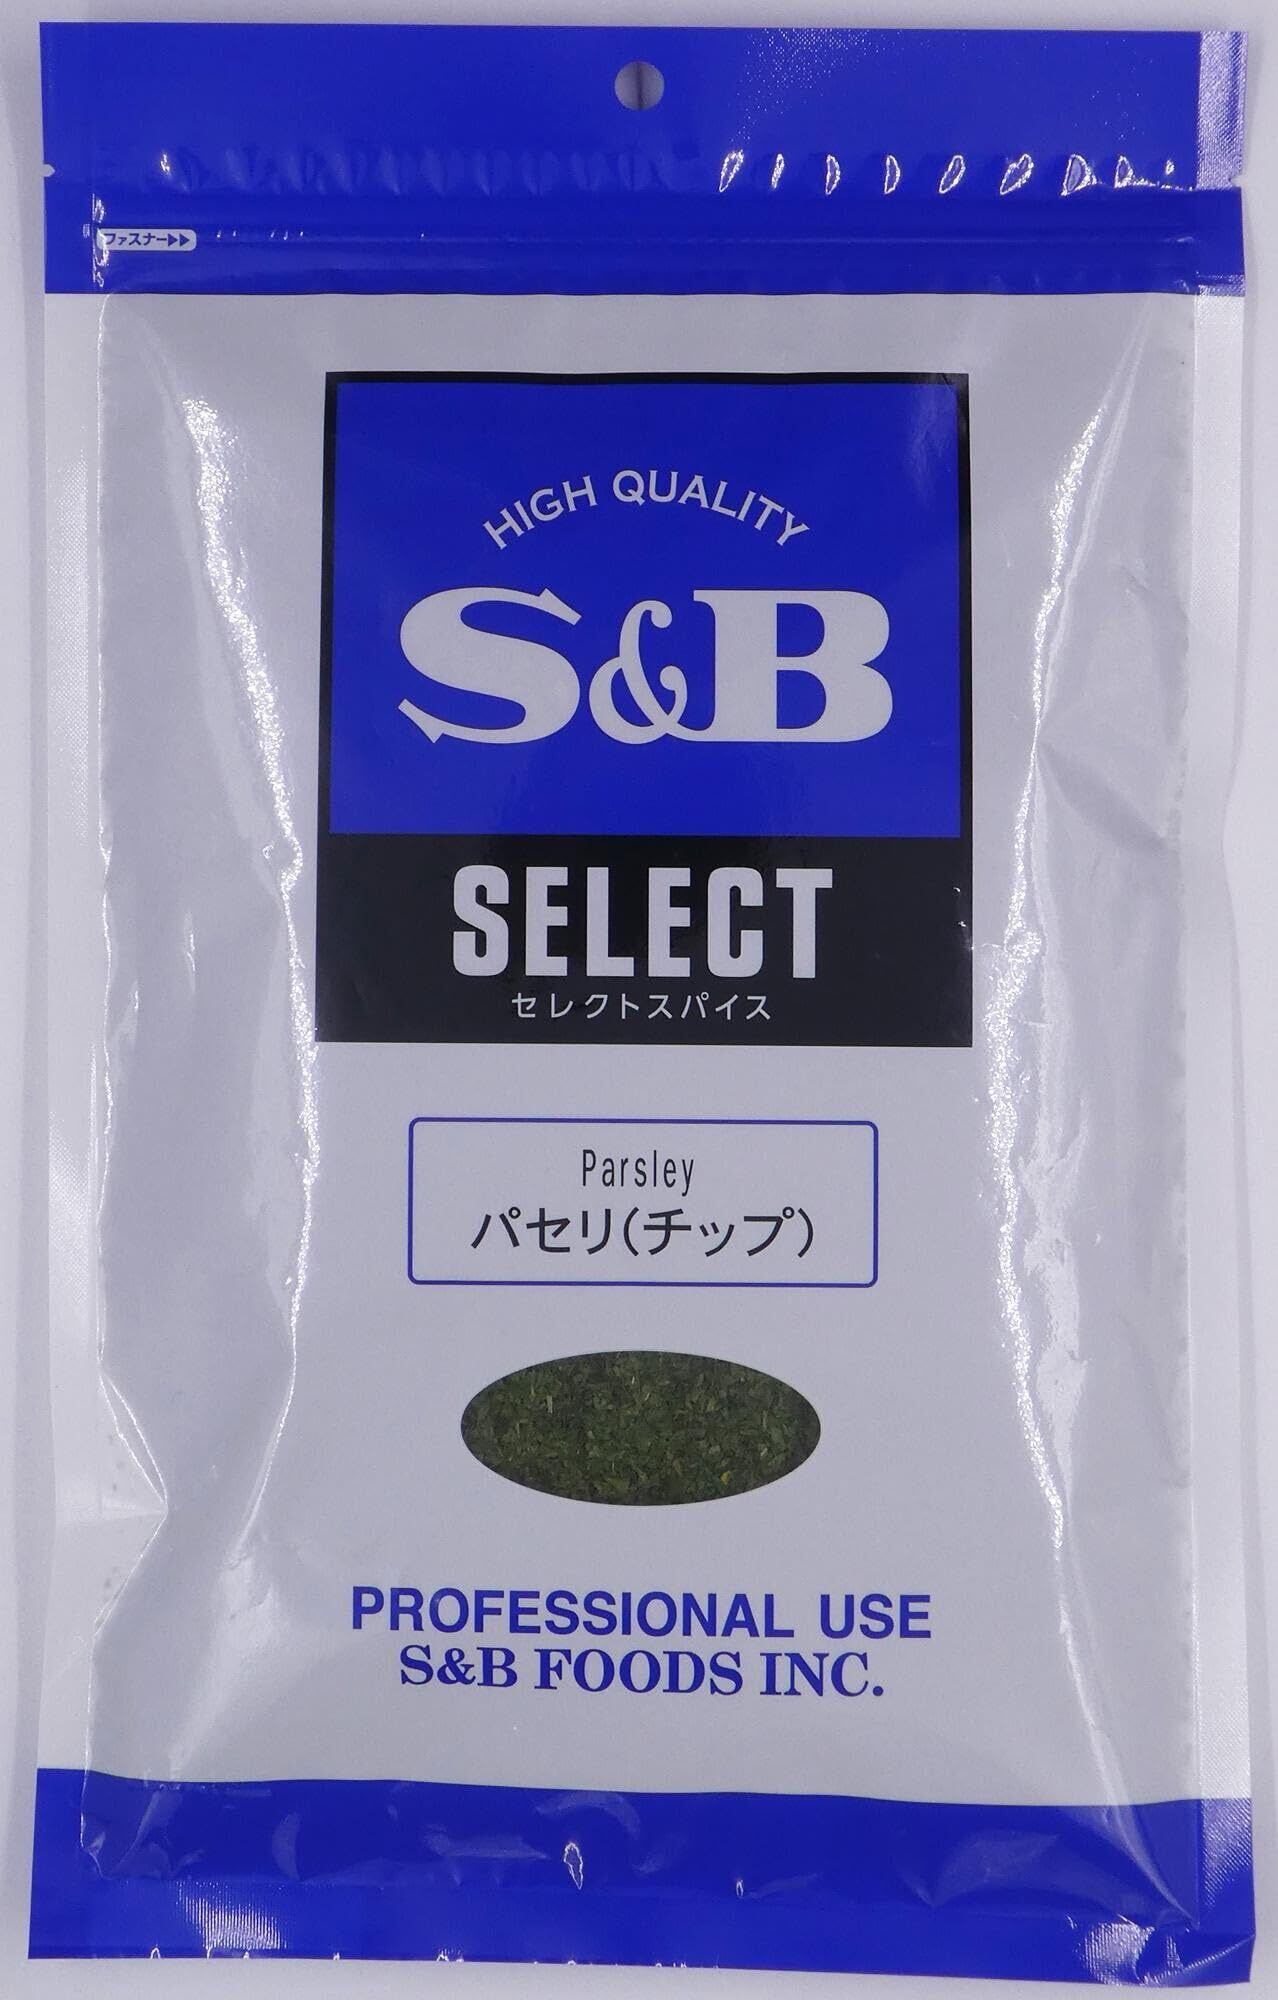 ファスナー▶▶
HIGH QUALITY
S&B
SELECT
セレクトスパイス
Parsley
パセリ(チップ)
PROFESSIONAL USE
S&B FOODS INC.